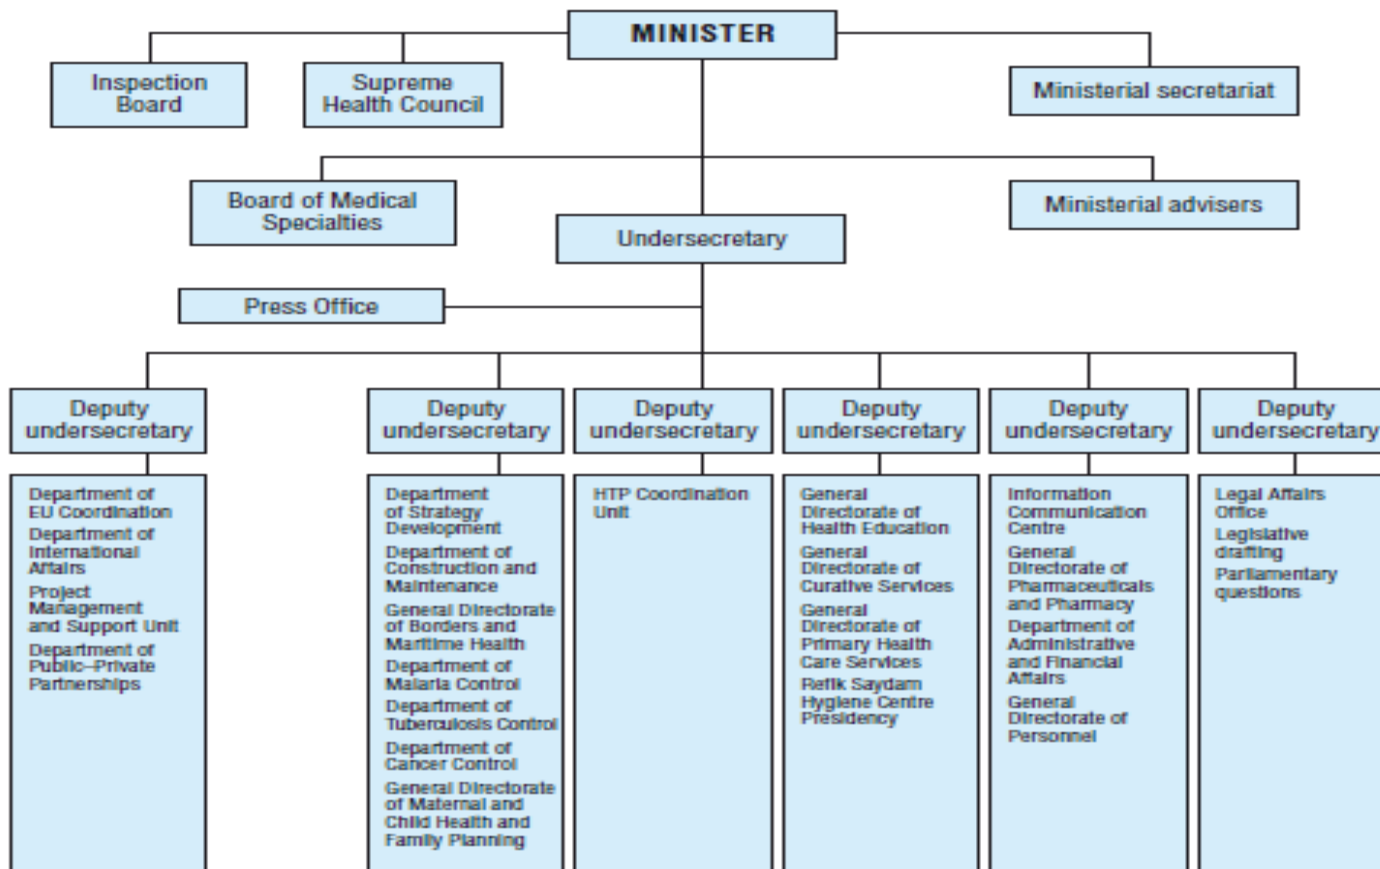 MINISTER
Inspection
Board
Supreme
Health Council
Ministerial secretariat
Board of Medical
Specialties
Ministerial advisers
Undersecretary
Press Office
Deputy
undersecretary
Deputy
undersecretary
Deputy
undersecretary
Deputy
undersecretary
Deputy
undersecretary
Deputy
undersecretary
Department of
EU Coordination
Department of
International
Affairs
Project
Management
and Support Unit
Department of
Public–Private
Partnerships
Department
of Strategy
Development
Department of
Construction and
Maintenance
General Directorate
of Borders and
Maritime Health
Department of
Malaria Control
Department of
Tuberculosis Control
Department of
Cancer Control
General Directorate
of Maternal and
Child Health and
Family Planning
HTP Coordination
Unit
General
Directorate of
Health Education
General
Directorate of
Curative Services
General
Directorate of
Primary Health
Care Services
Refik Saydam
Hygiene Centre
Presidency
Information
Communication
Centre
General
Directorate of
Pharmaceuticals
and Pharmacy
Department of
Administrative
and Financial
Affairs
General
Directorate of
Personnel
Legal Affairs
Office
Legislative
drafting
Parliamentary
questions